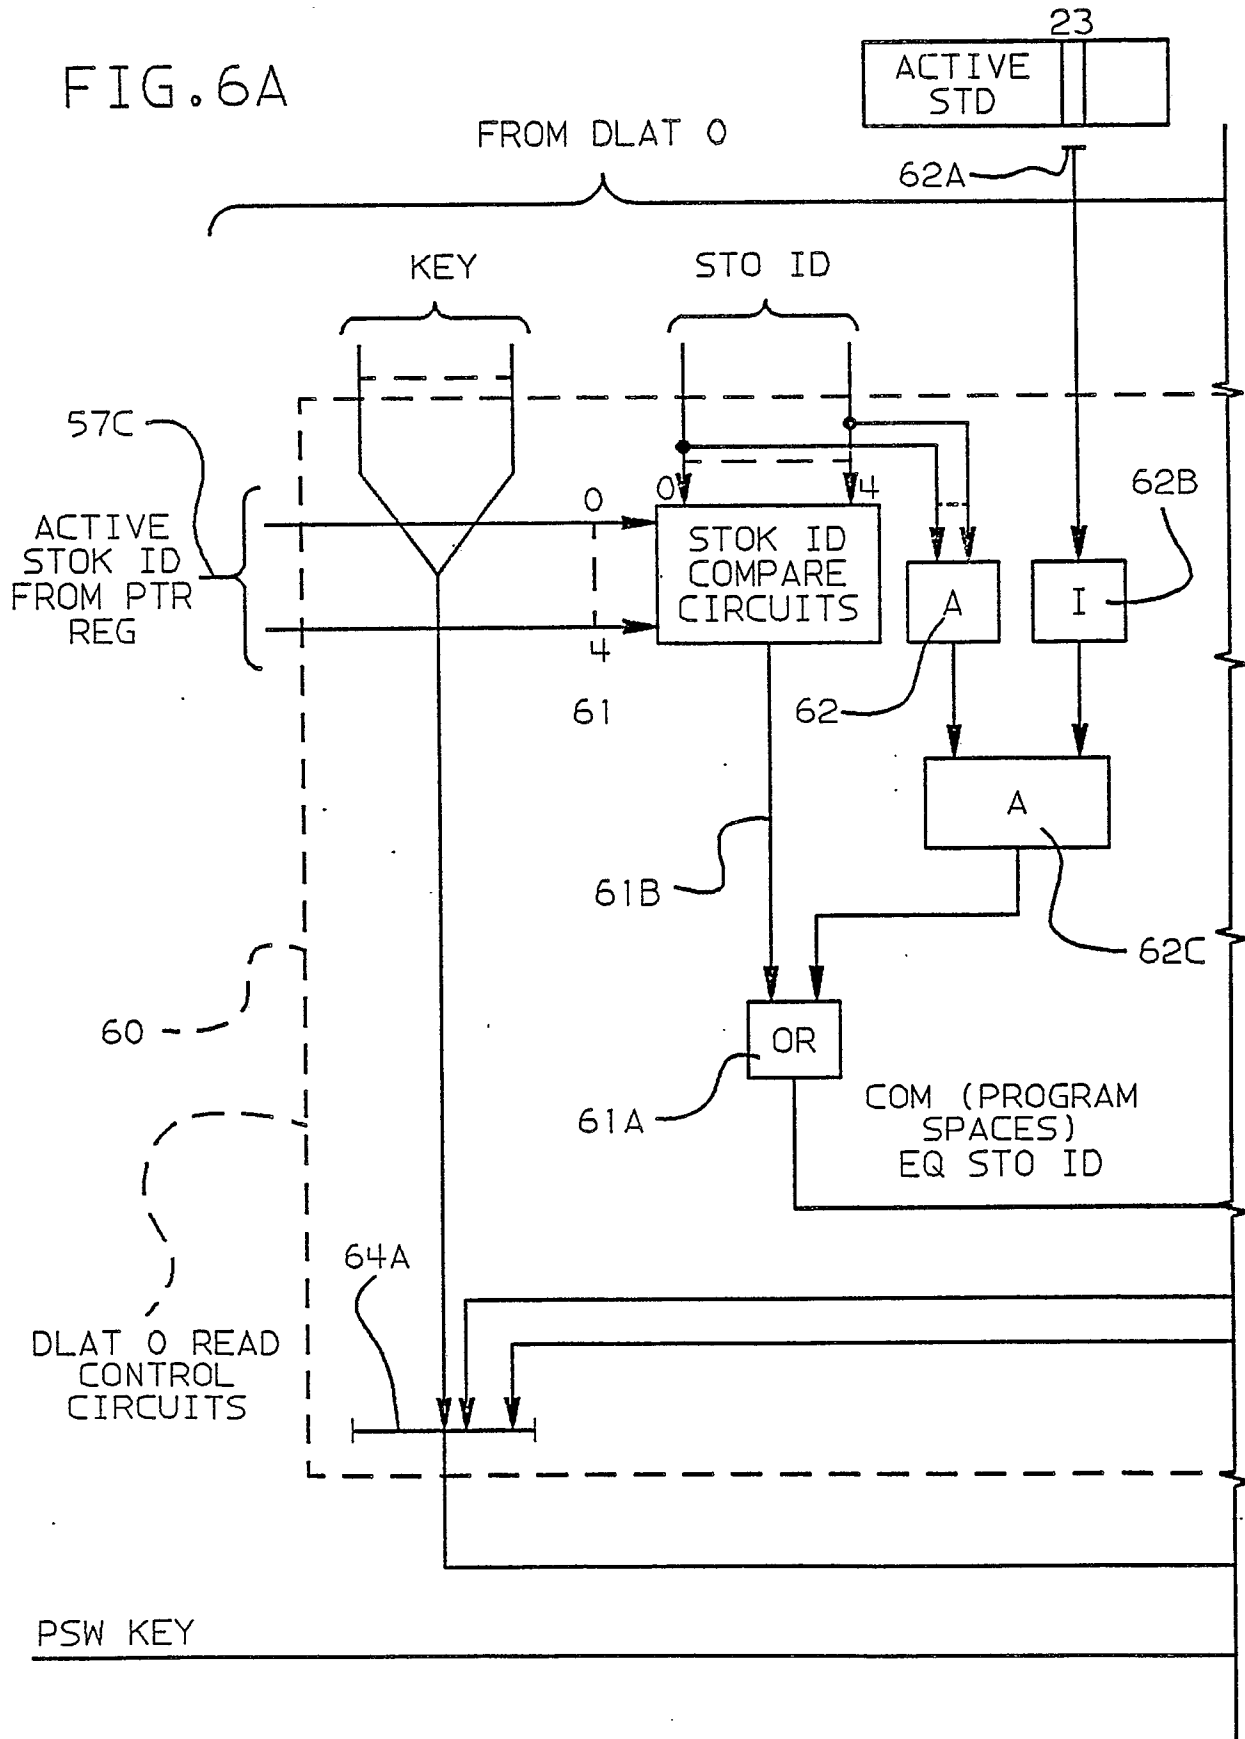 23
FIG.6A
ACTIVE
STD
FROM DLAT 0
62A
KEY
STO ID
57C
0
4
62B
0
ACTIVE
STOK ID
FROM PTR
REG
STOK ID
COMPARE
CIRCUITS
A
I
4
61
62
A
61B
62C
60
OR
61A
COM (PROGRAM
SPACES)
EQ STO ID
64A
DLAT 0 READ
CONTROL
CIRCUITS
PSW KEY